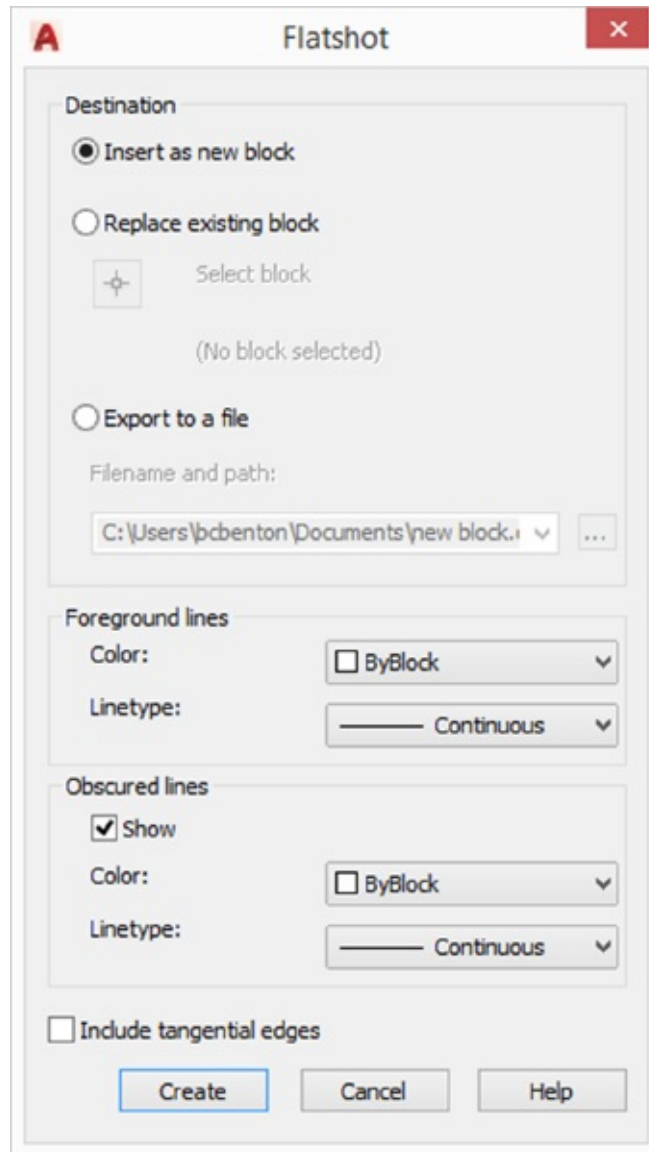 Flatshot
Destination
Insert as new block
Replace existing block
Select block
(No block selected)
Export to a file
Filename and path:
C:\Users\bcbenton\Documents\new block. ...
Foreground lines
Color: ByBlock
Linetype: Continuous
Obscured lines
Show
Color: ByBlock
Linetype: Continuous
Include tangential edges
Create Cancel Help